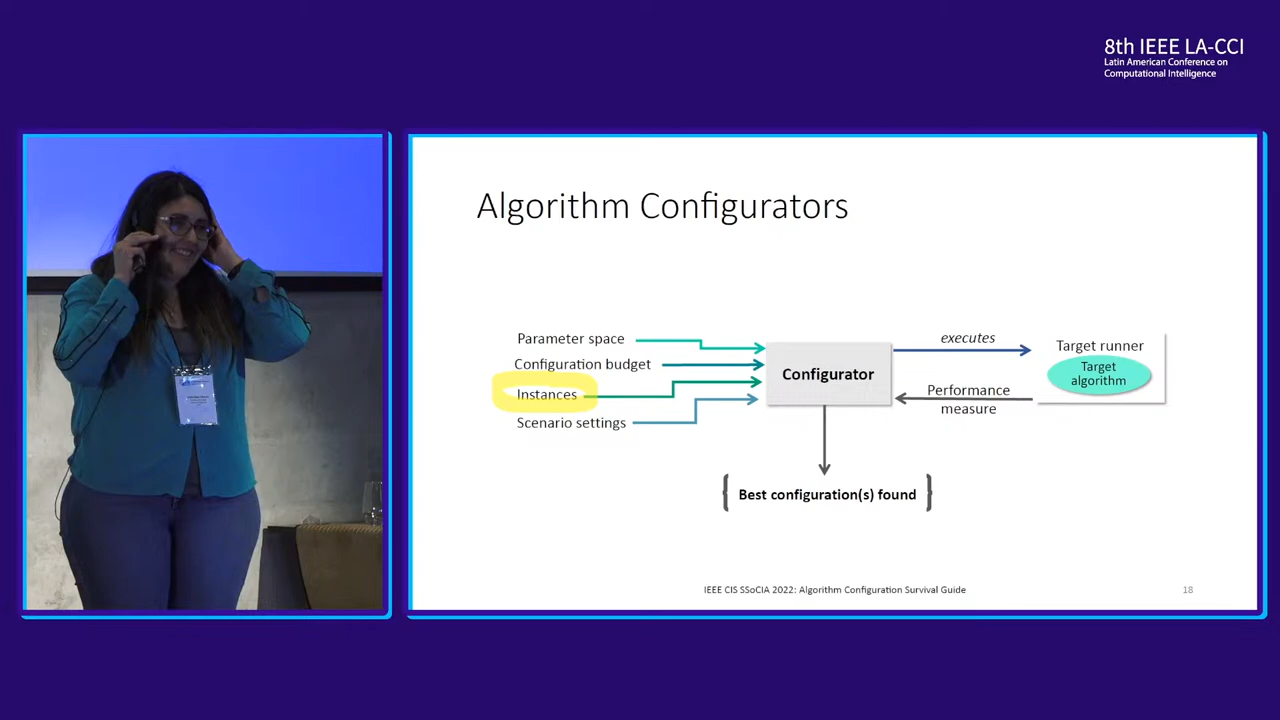 8th IEEE LA-CCI
Latin American Conference on
Computational Intelligence
Algorithm Configurators
Parameter space
Configuration budget
Instances
Scenario settings
Configurator
executes
Performance
measure
Target runner
Target
algorithm
Best configuration(s) found
IEEE CIS SSoCIA 2022: Algorithm Configuration Survival Guide
18